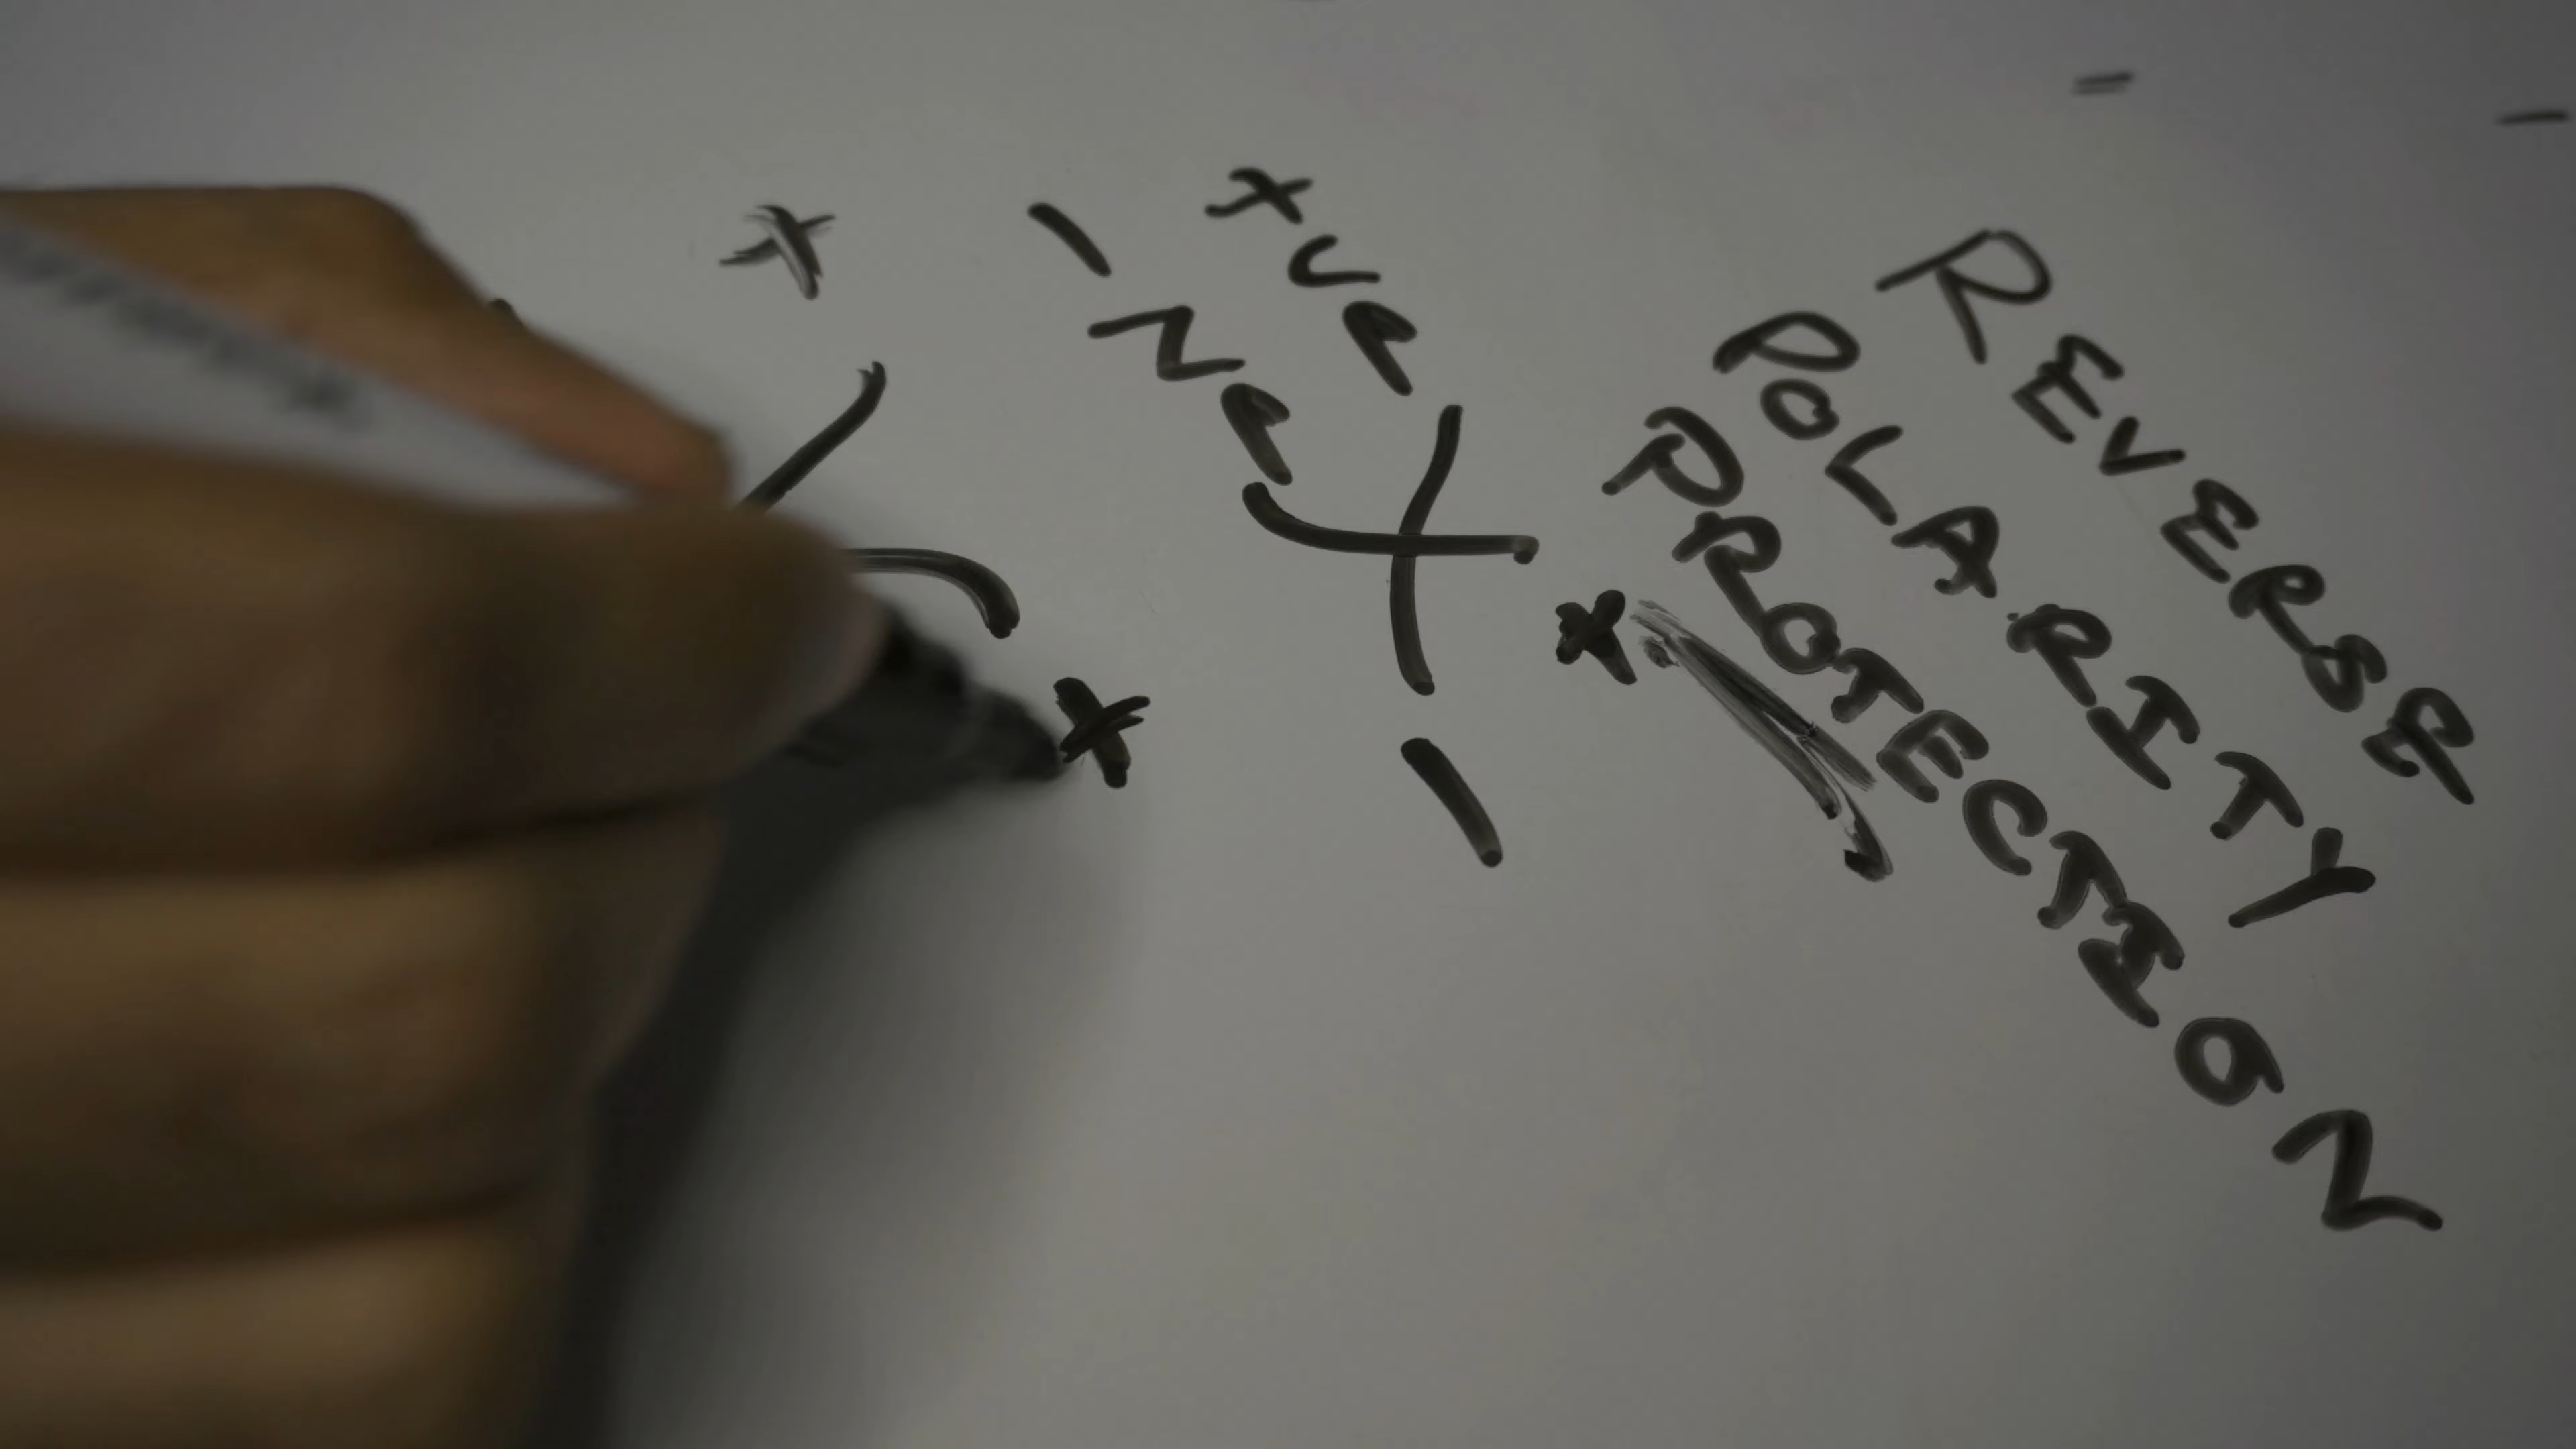 REVERSE
POLARITY
PROTECTION
+ve
-ve
+
-
+
+